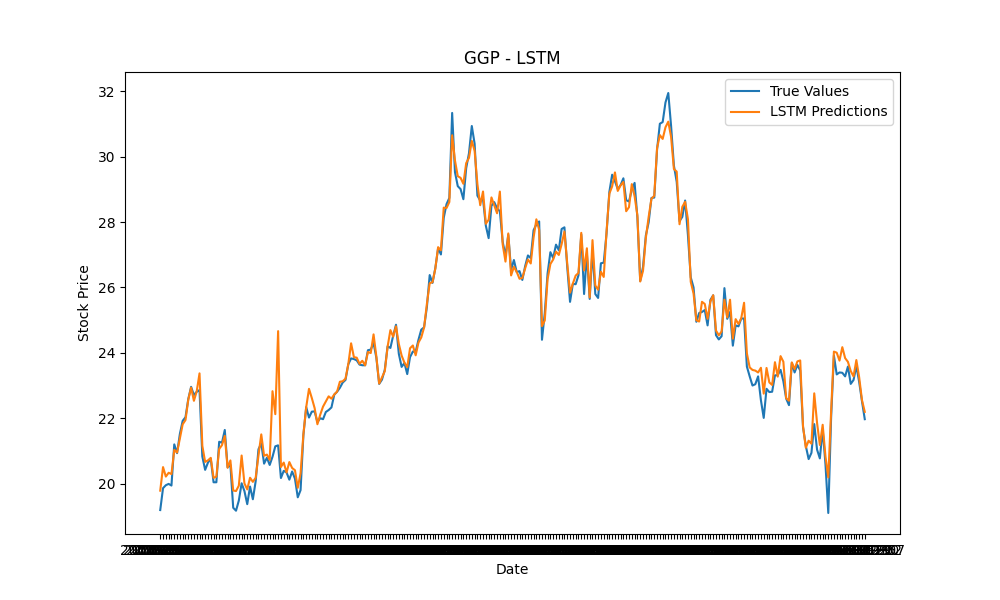 GGP - LSTM
True Values
LSTM Predictions
Stock Price
32
30
28
26
24
22
20
Date